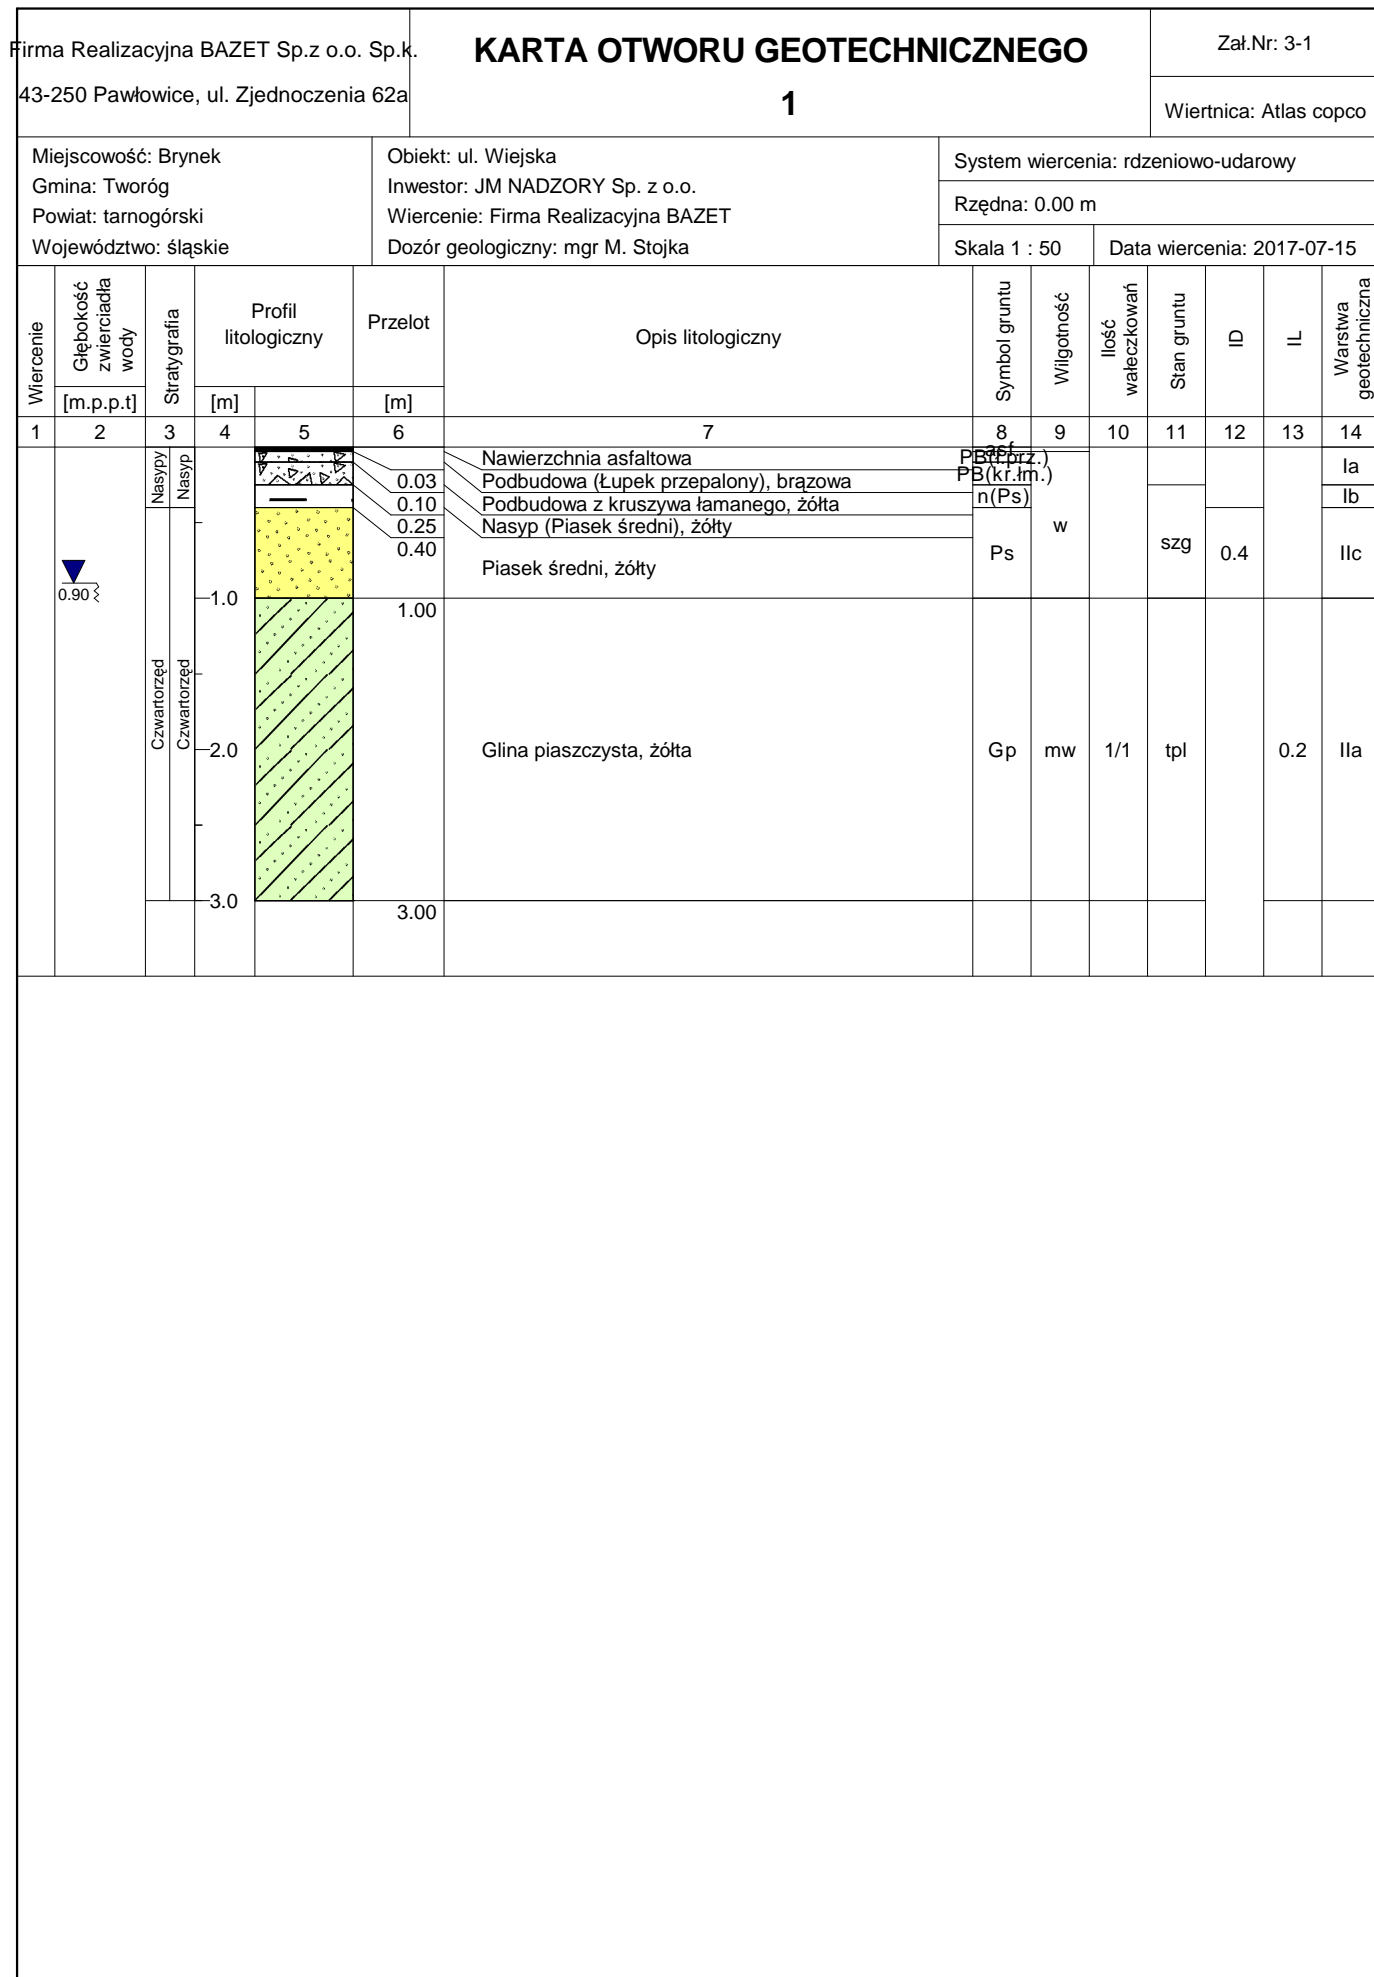 Firma Realizacyjna BAZET Sp.z o.o. Sp.k.
43-250 Pawłowice, ul. Zjednoczenia 62a
KARTA OTWORU GEOTECHNICZNEGO
1
Zał.Nr: 3-1
Wiertnica: Atlas copco
Miejscowość: Brynek
Gmina: Tworóg
Powiat: tarnogórski
Województwo: śląskie
Obiekt: ul. Wiejska
Inwestor: JM NADZORY Sp. z o.o.
Wiercenie: Firma Realizacyjna BAZET
Dozór geologiczny: mgr M. Stojka
System wiercenia: rdzeniowo-udarowy
Rzędna: 0.00 m
Skala 1 : 50
Data wiercenia: 2017-07-15
Wiercenie
Głębokość
zwierciadła
wody
[m.p.p.t]
Stratygrafia
Profil
litologiczny
[m]
Przelot
[m]
Opis litologiczny
Symbol gruntu
Wilgotność
Ilość
wałeczkowań
Stan gruntu
ID
IL
Warstwa
geotechniczna
1 2 3 4 5 6 7 8 9 10 11 12 13 14
Nasypy
Nasyp
Nawierzchnia asfaltowa
asf.
0.03
Podbudowa (Łupek przepalony), brązowa
PB(ł.prz.)
Ia
0.10
Podbudowa z kruszywa łamanego, żółta
PB(kr.łm.)
0.25
Nasyp (Piasek średni), żółty
n(Ps)
Ib
0.40
Piasek średni, żółty
Ps
w
szg
0.4
IIc
0.90
1.0
1.00
Czwartorzęd
Czwartorzęd
2.0
Glina piaszczysta, żółta
Gp
mw
1/1
tpl
0.2
IIa
3.0
3.00